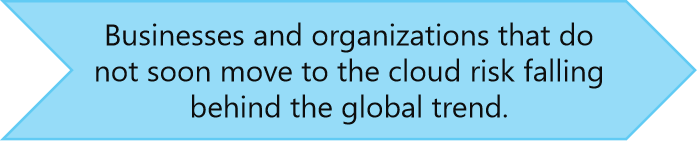 Businesses and organizations that do
not soon move to the cloud risk falling
behind the global trend.